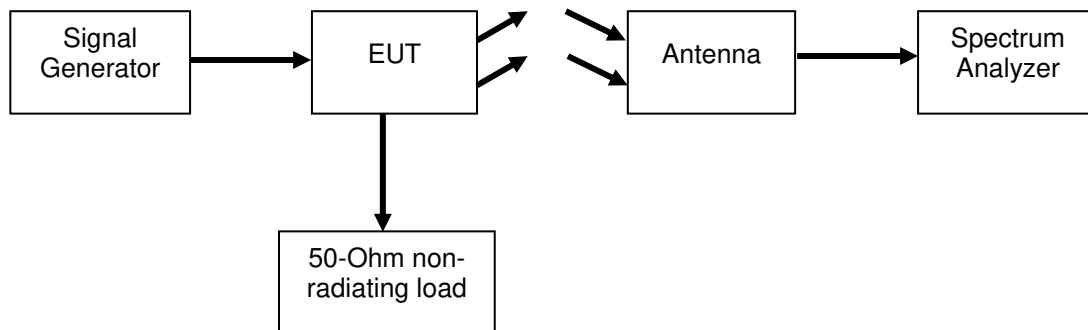 Signal
Generator
EUT
Antenna
Spectrum
Analyzer
50-Ohm non-
radiating load